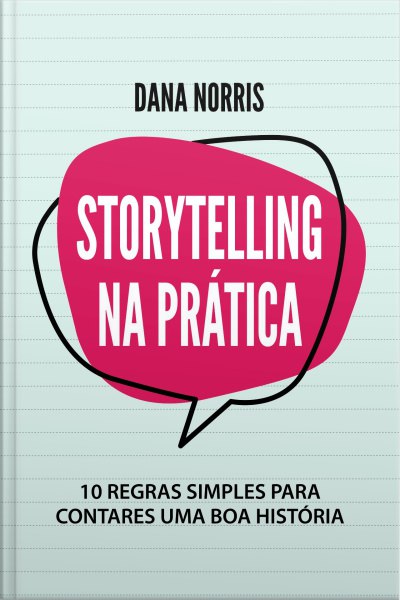 DANA NORRIS
STORYTELLING
NA PRÁTICA
10 REGRAS SIMPLES PARA
CONTARES UMA BOA HISTÓRIA